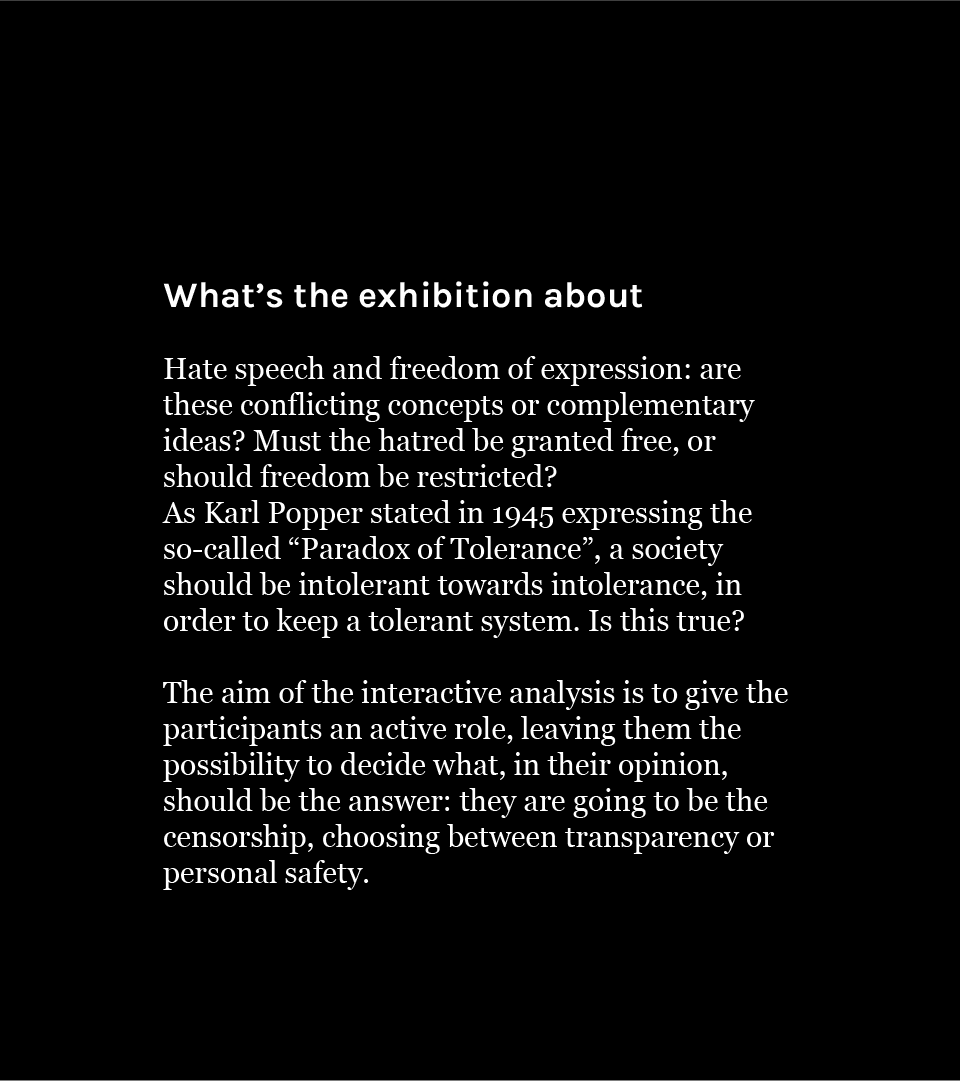 What’s the exhibition about
Hate speech and freedom of expression: are
these conflicting concepts or complementary
ideas? Must the hatred be granted free, or
should freedom be restricted?
As Karl Popper stated in 1945 expressing the
so-called “Paradox of Tolerance”, a society
should be intolerant towards intolerance, in
order to keep a tolerant system. Is this true?
The aim of the interactive analysis is to give the
participants an active role, leaving them the
possibility to decide what, in their opinion,
should be the answer: they are going to be the
censorship, choosing between transparency or
personal safety.